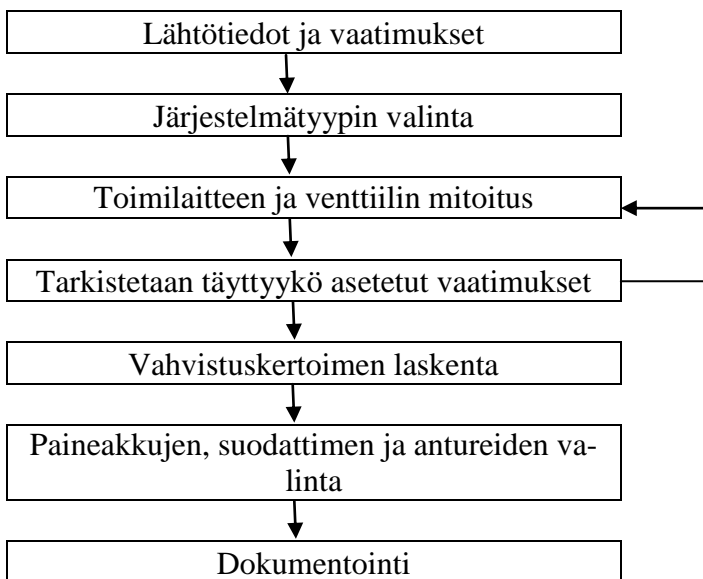 Lähtötiedot ja vaatimukset
Järjestelmätyypin valinta
Toimilaitteen ja venttiilin mitoitus
Tarkistetaan täyttyykö asetetut vaatimukset
Vahvistuskertoimen laskenta
Paineakkujen, suodattimen ja antureiden va-
linta
Dokumentointi